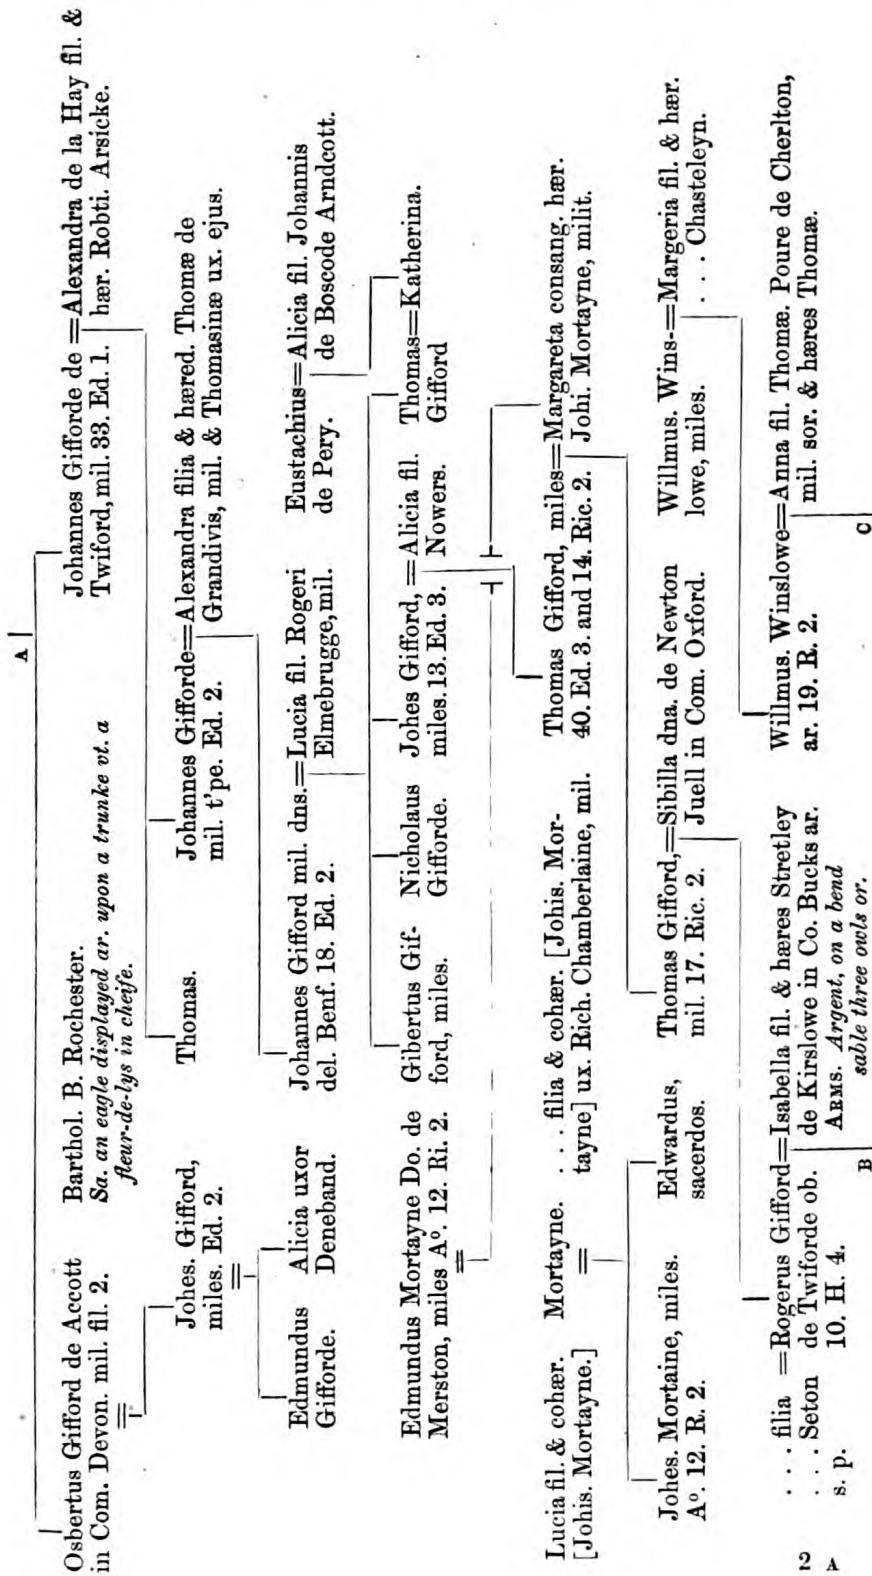 A
Osbertus Gifford de Accott
in Com. Devon. mil. fil. 2.
Barthol. B. Rochester.
Sa. an eagle displayed ar. upon a trunke vt. a
fleur-de-lys in cheife.
Johannes Gifforde de =Alexandra de la Hay fil. &
Twiford, mil. 33. Ed. 1. hær. Robti. Arsicke.
Johes. Gifford,
miles. Ed. 2.
Thomas.
Johannes Gifforde=Alexandra filia & hæred. Thomæ de
mil. t'pe. Ed. 2. Grandivis, mil. & Thomasinæ ux. ejus.
Edmundus
Gifforde.
Alicia uxor
Deneband.
Johannes Gifford mil. dns.=Lucia fil. Rogeri
del. Benf. 18. Ed. 2. Elmebrugge, mil.
Eustachius=Alicia fil. Johannis
de Pery. de Boscode Arndcott.
Edmundus Mortayne Do. de
Merston, miles Aº. 12. Ri. 2.
Gibertus Gif-
ford, miles.
Nicholaus
Gifforde.
Johes Gifford, =Alicia fil.
miles. 13. Ed. 3. Nowers.
Thomas=Katherina.
Gifford
Lucia fil. & cohær.
[Johis. Mortayne.]
Mortayne. . . . filia & cohær. [Johis. Mor-
tayne] ux. Rich. Chamberlaine, mil.
Thomas Gifford, miles=Margareta consang. hær.
40. Ed. 3. and 14. Ric. 2. Johi. Mortayne, milit.
Johes. Mortaine, miles.
Aº. 12. R. 2.
Edwardus,
sacerdos.
Thomas Gifford,=Sibilla dna. de Newton
mil. 17. Ric. 2. Juell in Com. Oxford.
Willmus. Wins-=Margeria fil. & hær.
lowe, miles. . . . Chasteleyn.
. . . filia =Rogerus Gifford=Isabella fil. & hæres Stretley
. . . Seton de Twiforde ob. de Kirslowe in Co. Bucks ar.
s. p. 10. H. 4. ARMS. Argent, on a bend
sable three owls or.
Willmus. Winslowe=Anna fil. Thomæ. Poure de Cherlton,
ar. 19. R. 2. mil. sor. & hæres Thomæ.
B
C
2 A